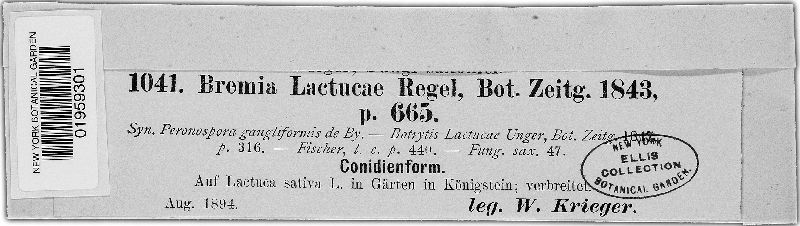 NEW YORK BOTANICAL GARDEN
01959301
1041. Bremia Lactucae Regel, Bot. Zeitg. 1843,
p. 665.
Syn. Peronospora gangliformis de By. — Botrytis Lactucae Unger, Bot. Zeitg.
p. 316. — Fischer, l. c. p. 440. — Fung. sax. 47.
Conidienform.
Auf Lactuca sativa L. in Gärten in Königstein; verbreitet.
Aug. 1894. leg. W. Krieger.
NEW YORK
ELLIS
COLLECTION
BOTANICAL GARDEN.